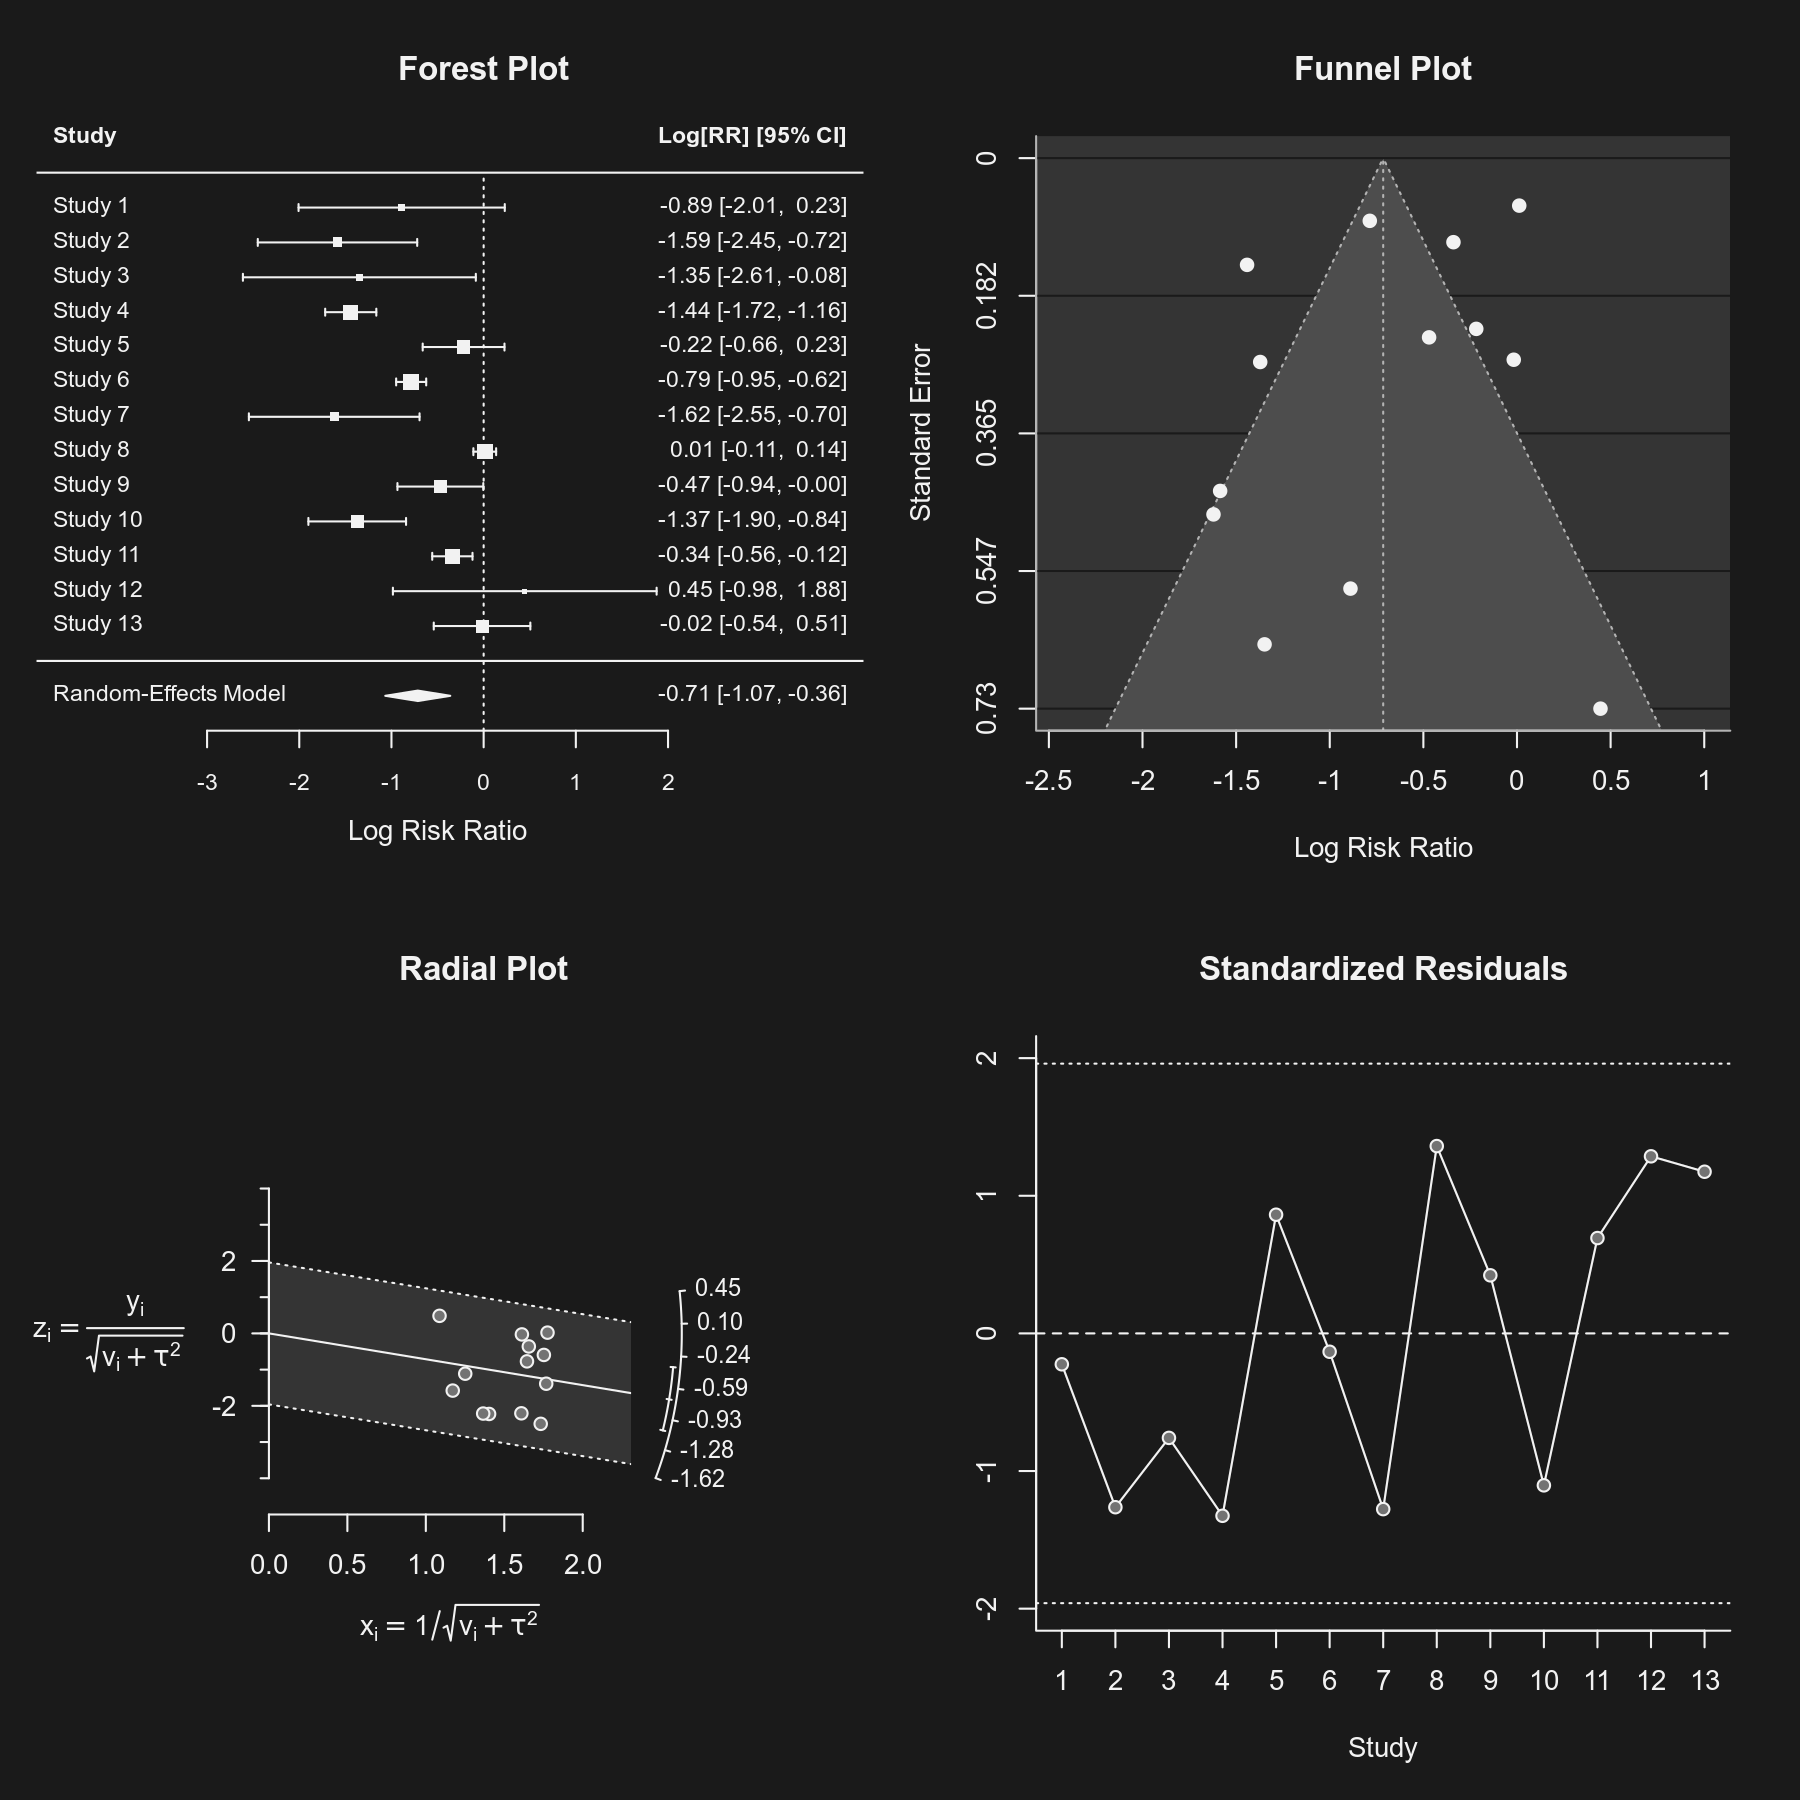 Forest Plot
Study Log[RR] [95% CI]
Study 1 -0.89 [-2.01, 0.23]
Study 2 -1.59 [-2.45, -0.72]
Study 3 -1.35 [-2.61, -0.08]
Study 4 -1.44 [-1.72, -1.16]
Study 5 -0.22 [-0.66, 0.23]
Study 6 -0.79 [-0.95, -0.62]
Study 7 -1.62 [-2.55, -0.70]
Study 8 0.01 [-0.11, 0.14]
Study 9 -0.47 [-0.94, -0.00]
Study 10 -1.37 [-1.90, -0.84]
Study 11 -0.34 [-0.56, -0.12]
Study 12 0.45 [-0.98, 1.88]
Study 13 -0.02 [-0.54, 0.51]
Random-Effects Model -0.71 [-1.07, -0.36]
-3 -2 -1 0 1 2
Log Risk Ratio
Funnel Plot
Standard Error
0
0.182
0.365
0.547
0.73
-2.5 -2 -1.5 -1 -0.5 0 0.5 1
Log Risk Ratio
Radial Plot
z_i = y_i / √(v_i + τ²)
2
0
-2
0.45
0.10
-0.24
-0.59
-0.93
-1.28
-1.62
0.0 0.5 1.0 1.5 2.0
x_i = 1/√(v_i + τ²)
Standardized Residuals
2
1
0
-1
-2
1 2 3 4 5 6 7 8 9 10 11 12 13
Study